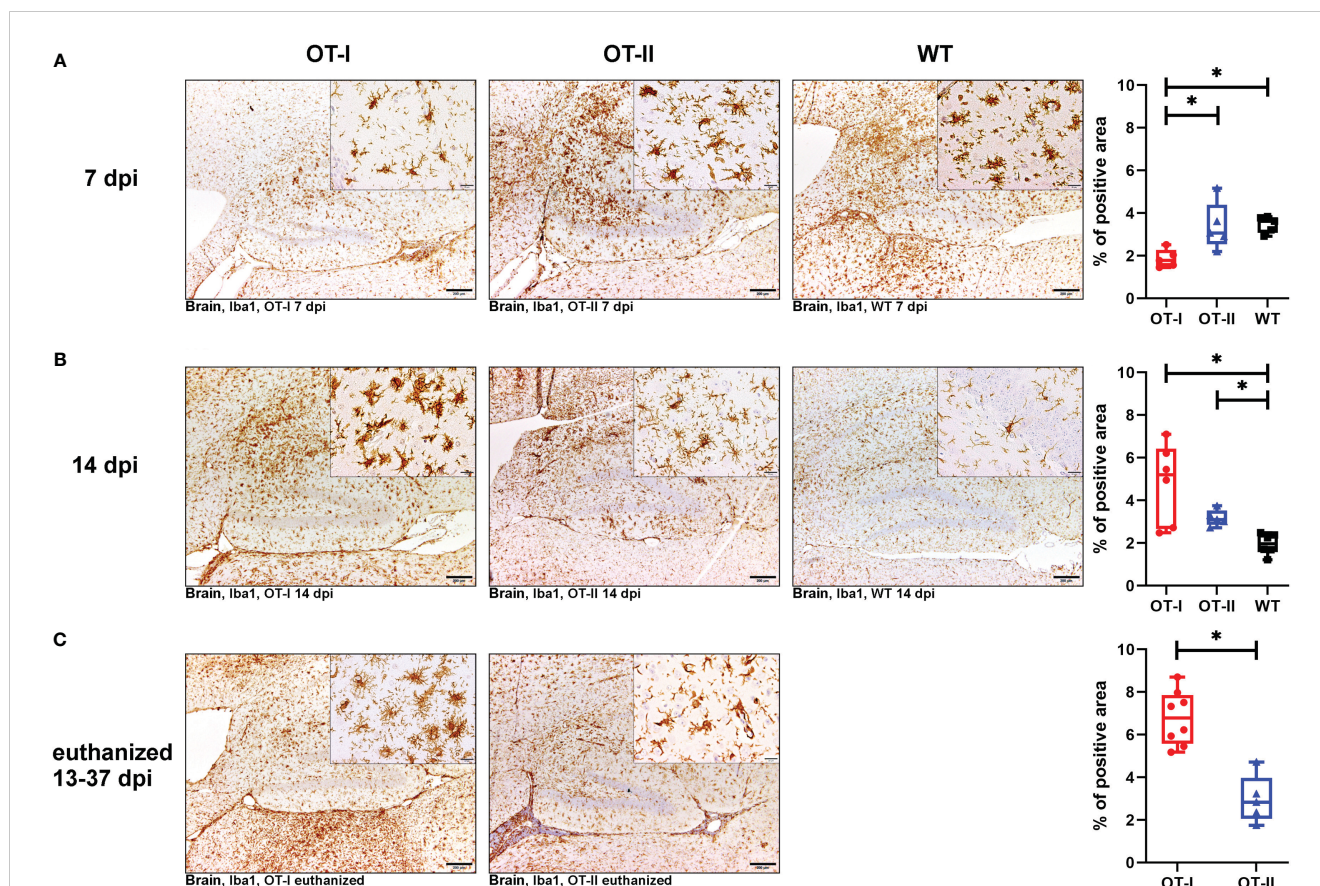 OT-I OT-II WT
A
7 dpi
Brain, Iba1, OT-I 7 dpi
Brain, Iba1, OT-II 7 dpi
Brain, Iba1, WT 7 dpi
% of positive area
10
8
6
4
2
0
* 
*
OT-I OT-II WT
B
14 dpi
Brain, Iba1, OT-I 14 dpi
Brain, Iba1, OT-II 14 dpi
Brain, Iba1, WT 14 dpi
% of positive area
10
8
6
4
2
0
*
*
OT-I OT-II WT
C
euthanized
13-37 dpi
Brain, Iba1, OT-I euthanized
Brain, Iba1, OT-II euthanized
% of positive area
10
8
6
4
2
0
*
OT-I OT-II